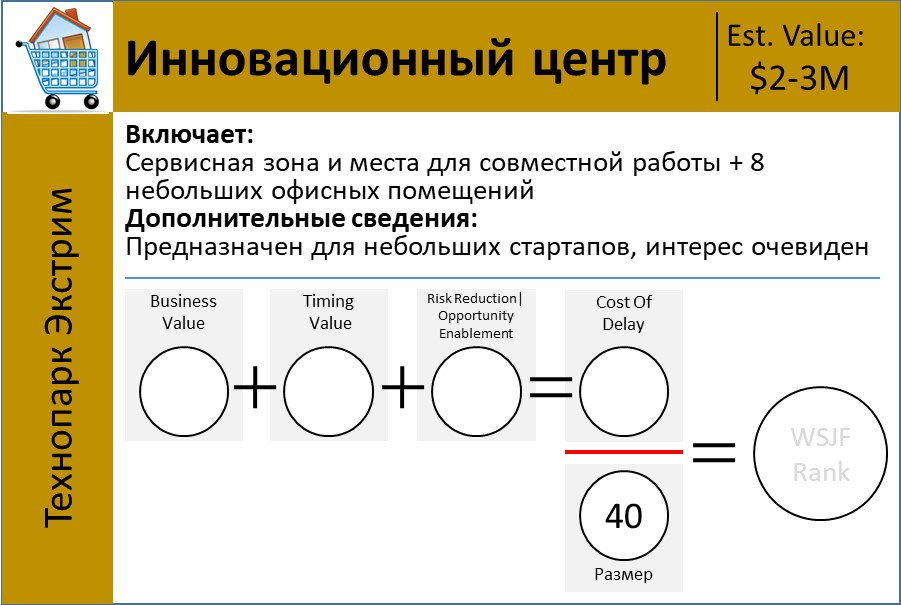 Инновационный центр
Est. Value:
$2-3M
Технопарк Экстрим
Включает:
Сервисная зона и места для совместной работы + 8
небольших офисных помещений
Дополнительные сведения:
Предназначен для небольших стартапов, интерес очевиден
Business
Value
Timing
Value
Risk Reduction|
Opportunity
Enablement
Cost Of
Delay
+
+
=
=
WSJF
Rank
40
Размер